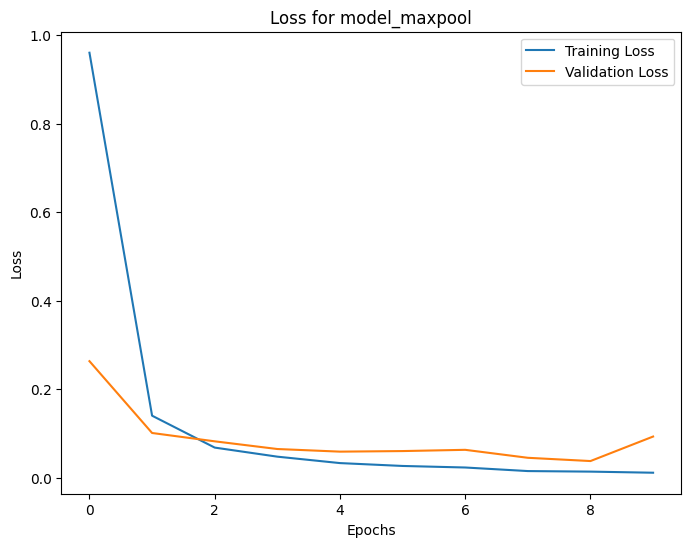 Loss for model_maxpool
Training Loss
Validation Loss
1.0
0.8
0.6
0.4
0.2
0.0
Loss
0 2 4 6 8
Epochs